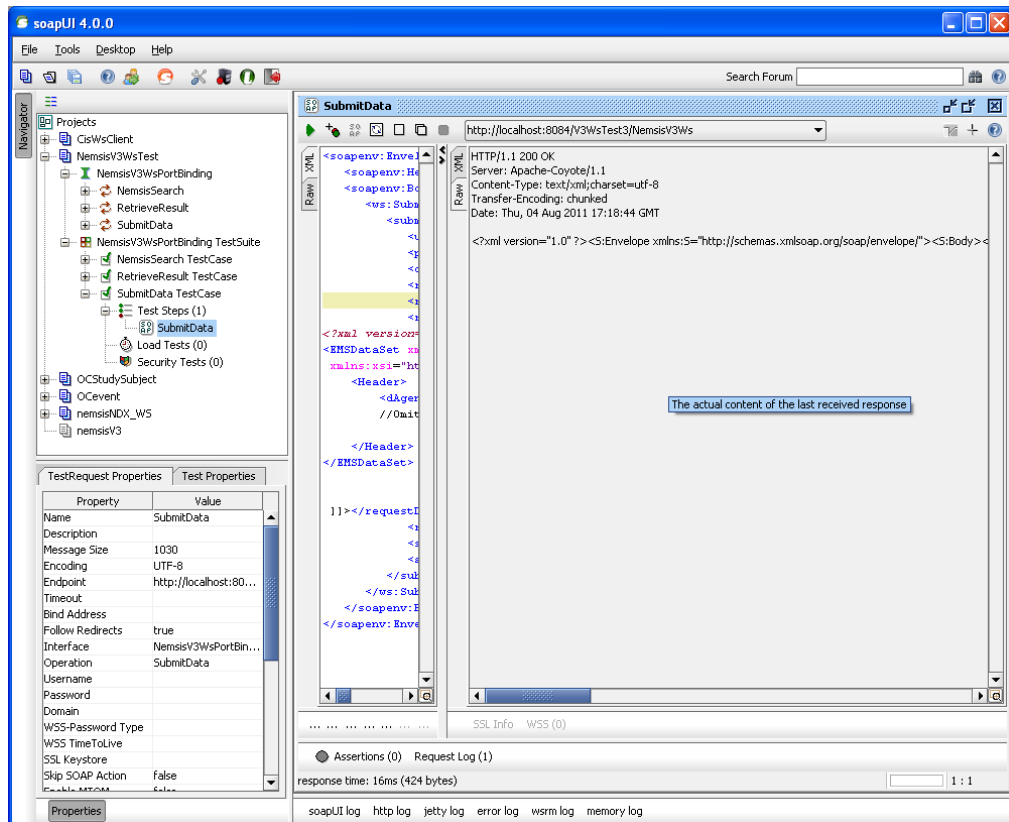 soapUI 4.0.0
File Tools Desktop Help
Search Forum
Navigator
Projects
CisWsClient
NemsisV3WsTest
NemsisV3WsPortBinding
NemsisSearch
RetrieveResult
SubmitData
NemsisV3WsPortBinding TestSuite
NemsisSearch TestCase
RetrieveResult TestCase
SubmitData TestCase
Test Steps (1)
SubmitData
Load Tests (0)
Security Tests (0)
OCStudySubject
OCevent
nemsisNDX_WS
nemsisV3
TestRequest Properties Test Properties
Property Value
Name SubmitData
Description
Message Size 1030
Encoding UTF-8
Endpoint http://localhost:80...
Timeout
Bind Address
Follow Redirects true
Interface NemsisV3WsPortBin...
Operation SubmitData
Username
Password
Domain
WSS-Password Type
WSS TimeToLive
SSL Keystore
Skip SOAP Action false
Properties
SubmitData
http://localhost:8084/V3WsTest3/NemsisV3Ws
XML
Raw
<soapenv:Envel
<soapenv:He
<soapenv:Bo
<ws:Subm
<subm
<u
<p
<o
<r
<r
<r
<?xml version=
<EMSDataSet xm
xmlns:xsi="ht
<Header>
<dAger
//Omit
</Header>
</EMSDataSet>
]]></requestD
<r
<s
<s
</sub
</ws:Sub
</soapenv:B
</soapenv:Enve
XML
Raw
HTTP/1.1 200 OK
Server: Apache-Coyote/1.1
Content-Type: text/xml;charset=utf-8
Transfer-Encoding: chunked
Date: Thu, 04 Aug 2011 17:18:44 GMT
<?xml version="1.0" ?><S:Envelope xmlns:S="http://schemas.xmlsoap.org/soap/envelope/"><S:Body><
The actual content of the last received response
... ... ... ... ... ... ...
SSL Info WSS (0)
Assertions (0) Request Log (1)
response time: 16ms (424 bytes)
1 : 1
soapUI log http log jetty log error log wsrm log memory log